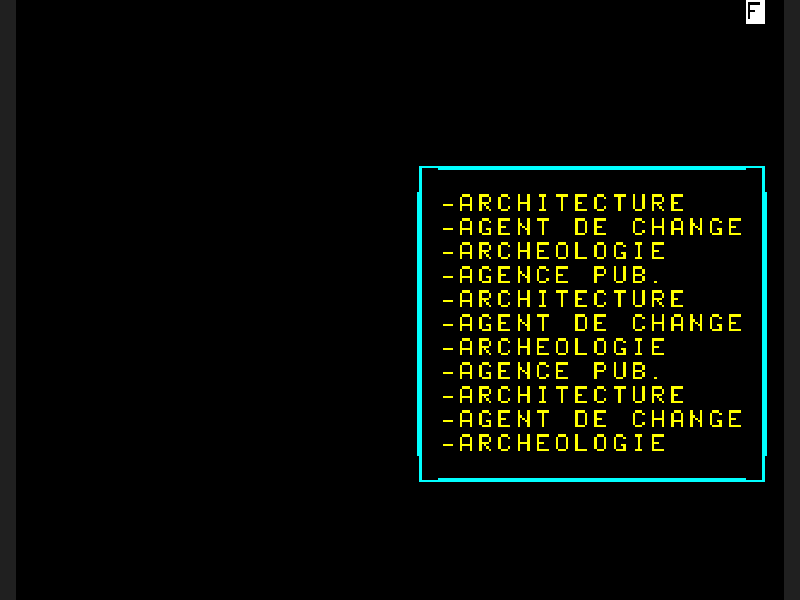 F
-ARCHITECTURE
-AGENT DE CHANGE
-ARCHEOLOGIE
-AGENCE PUB.
-ARCHITECTURE
-AGENT DE CHANGE
-ARCHEOLOGIE
-AGENCE PUB.
-ARCHITECTURE
-AGENT DE CHANGE
-ARCHEOLOGIE